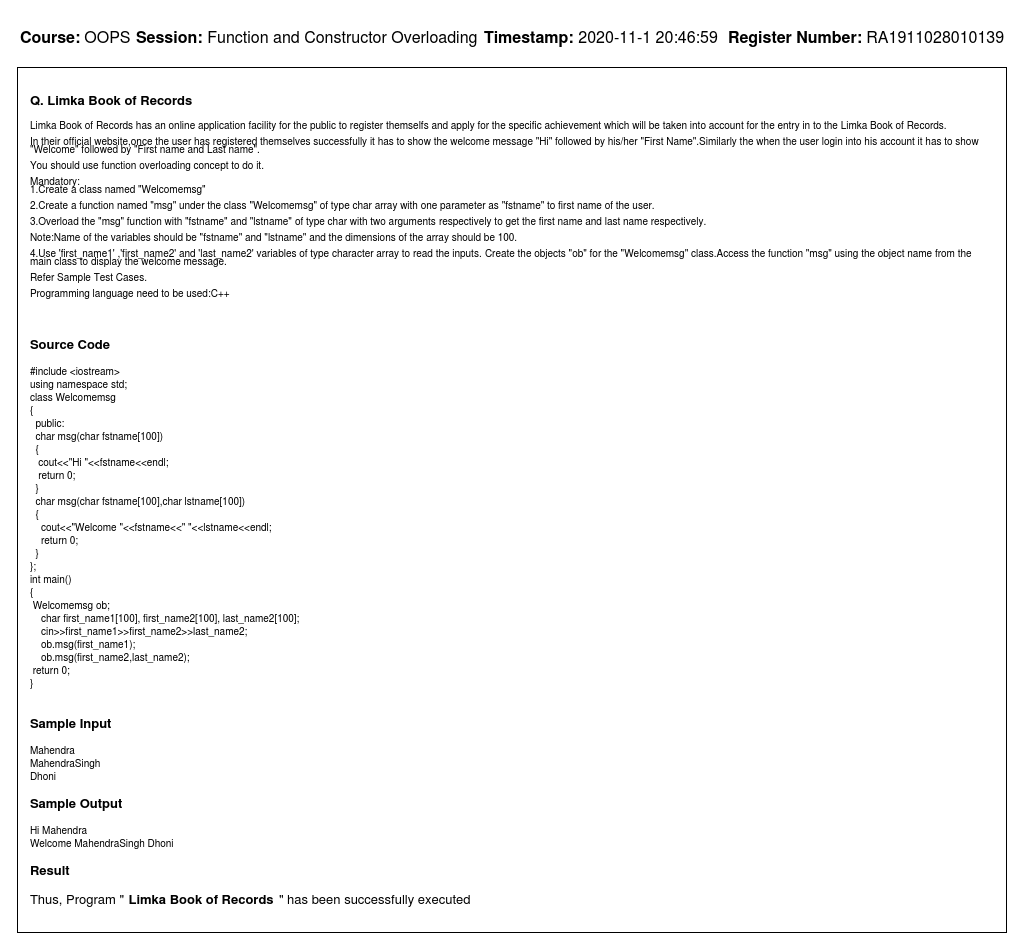 Course: OOPS Session: Function and Constructor Overloading Timestamp: 2020-11-1 20:46:59 Register Number: RA1911028010139
Q. Limka Book of Records
Limka Book of Records has an online application facility for the public to register themselfs and apply for the specific achievement which will be taken into account for the entry in to the Limka Book of Records.
In their official website,once the user has registered themselves successfully it has to show the welcome message "Hi" followed by his/her "First Name".Similarly the when the user login into his account it has to show
"Welcome" followed by "First name and Last name".
You should use function overloading concept to do it.
Mandatory:
1.Create a class named "Welcomemsg"
2.Create a function named "msg" under the class "Welcomemsg" of type char array with one parameter as "fstname" to first name of the user.
3.Overload the "msg" function with "fstname" and "lstname" of type char with two arguments respectively to get the first name and last name respectively.
Note:Name of the variables should be "fstname" and "lstname" and the dimensions of the array should be 100.
4.Use 'first_name1' ,'first_name2' and 'last_name2' variables of type character array to read the inputs. Create the objects "ob" for the "Welcomemsg" class.Access the function "msg" using the object name from the
main class to display the welcome message.
Refer Sample Test Cases.
Programming language need to be used:C++
Source Code
#include <iostream>
using namespace std;
class Welcomemsg
{
public:
char msg(char fstname[100])
{
cout<<"Hi "<<fstname<<endl;
return 0;
}
char msg(char fstname[100],char lstname[100])
{
cout<<"Welcome "<<fstname<<" "<<lstname<<endl;
return 0;
}
};
int main()
{
Welcomemsg ob;
char first_name1[100], first_name2[100], last_name2[100];
cin>>first_name1>>first_name2>>last_name2;
ob.msg(first_name1);
ob.msg(first_name2,last_name2);
return 0;
}
Sample Input
Mahendra
MahendraSingh
Dhoni
Sample Output
Hi Mahendra
Welcome MahendraSingh Dhoni
Result
Thus, Program " Limka Book of Records " has been successfully executed